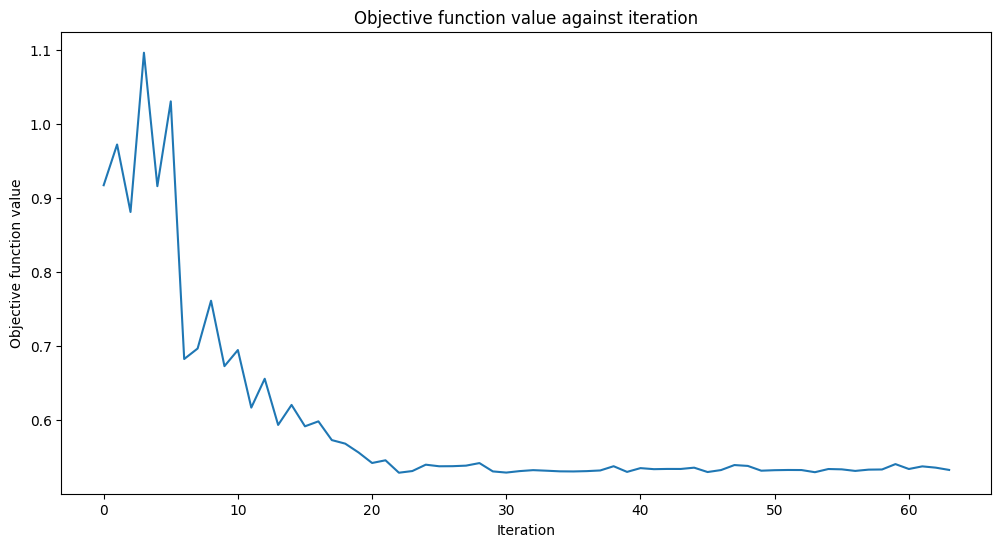 Objective function value against iteration
Objective function value
1.1
1.0
0.9
0.8
0.7
0.6
0 10 20 30 40 50 60
Iteration